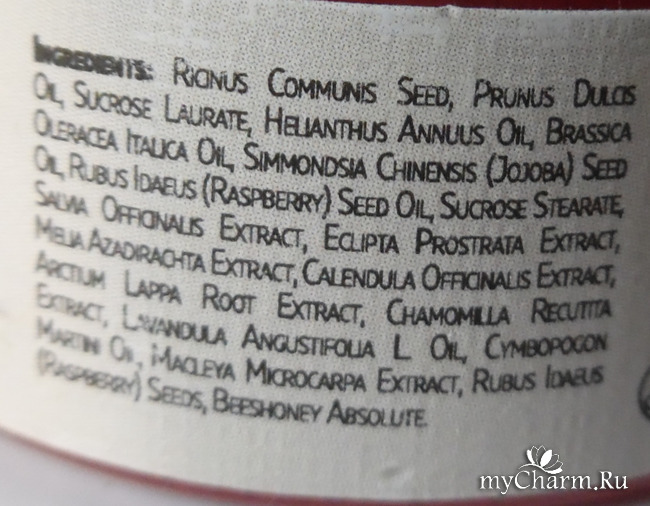 INGREDIENTS: RICINUS COMMUNIS SEED, PRUNUS DULCIS
OIL, SUCROSE LAURATE, HELIANTHUS ANNUUS OIL, BRASSICA
OLERACEA ITALICA OIL, SIMMONDSIA CHINENSIS (JOJOBA) SEED
OIL, RUBUS IDAEUS (RASPBERRY) SEED OIL, SUCROSE STEARATE,
SALVIA OFFICINALIS EXTRACT, ECLIPTA PROSTRATA EXTRACT,
MELIA AZADIRACHTA EXTRACT, CALENDULA OFFICINALIS EXTRACT,
ARCTIUM LAPPA ROOT EXTRACT, CHAMOMILLA RECUTITA
EXTRACT, LAVANDULA ANGUSTIFOLIA L OIL, CYMBOPOGON
MARTINI OIL, MACLEYA MICROCARPA EXTRACT, RUBUS IDAEUS
(RASPBERRY) SEEDS, BEESHONEY ABSOLUTE.
myCharm.Ru